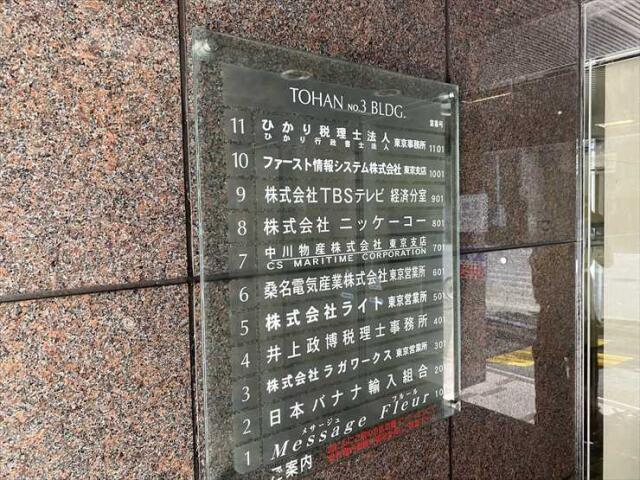 TOHAN NO.3 BLDG.
室番号
11 ひかり税理士法人
ひかり行政書士法人 東京事務所 1101
10 ファースト情報システム株式会社 東京支店 1001
9 株式会社TBSテレビ 経済分室 901
8 株式会社 ニッケーコー 801
7 中川物産株式会社 東京支店 701
CS MARITIME CORPORATION
6 桑名電気産業株式会社 東京営業所 601
5 株式会社ライト 東京営業所 501
4 井上政博税理士事務所 401
3 株式会社ラガワークス 東京営業所 301
2 日本バナナ輸入組合 20
メサージュ フルール
1 Message Fleur 10
ご案内